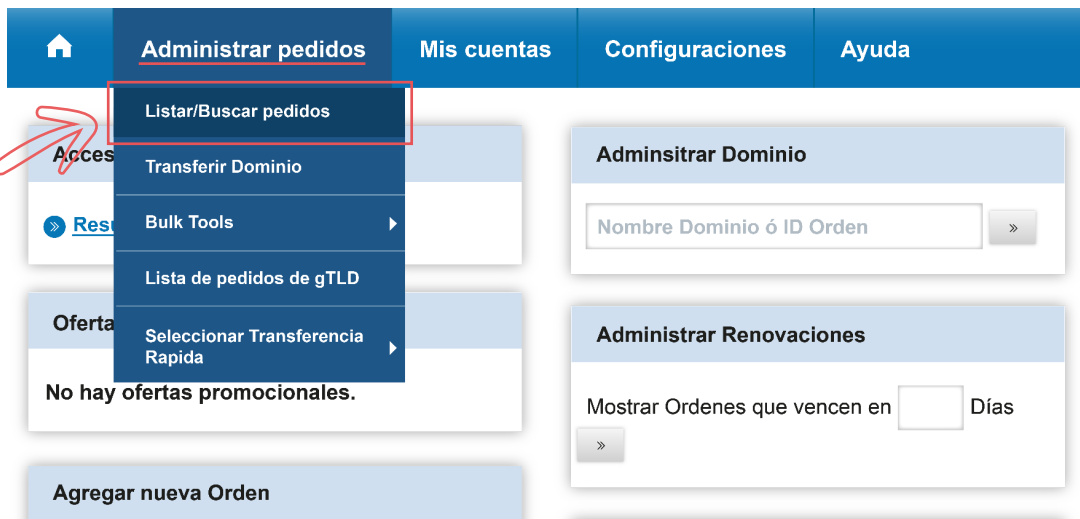 Administrar pedidos
Mis cuentas
Configuraciones
Ayuda
Listar/Buscar pedidos
Transferir Dominio
Bulk Tools
Lista de pedidos de gTLD
Seleccionar Transferencia
Rapida
No hay ofertas promocionales.
Agregar nueva Orden
Adminsitrar Dominio
Nombre Dominio ó ID Orden
Administrar Renovaciones
Mostrar Ordenes que vencen en
Días